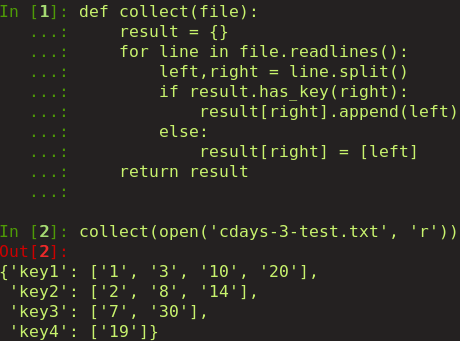 In [1]: def collect(file):
   ...:     result = {}
   ...:     for line in file.readlines():
   ...:         left,right = line.split()
   ...:         if result.has_key(right):
   ...:             result[right].append(left)
   ...:         else:
   ...:             result[right] = [left]
   ...:     return result
   ...:
In [2]: collect(open('cdays-3-test.txt', 'r'))
Out[2]:
{'key1': ['1', '3', '10', '20'],
 'key2': ['2', '8', '14'],
 'key3': ['7', '30'],
 'key4': ['19']}